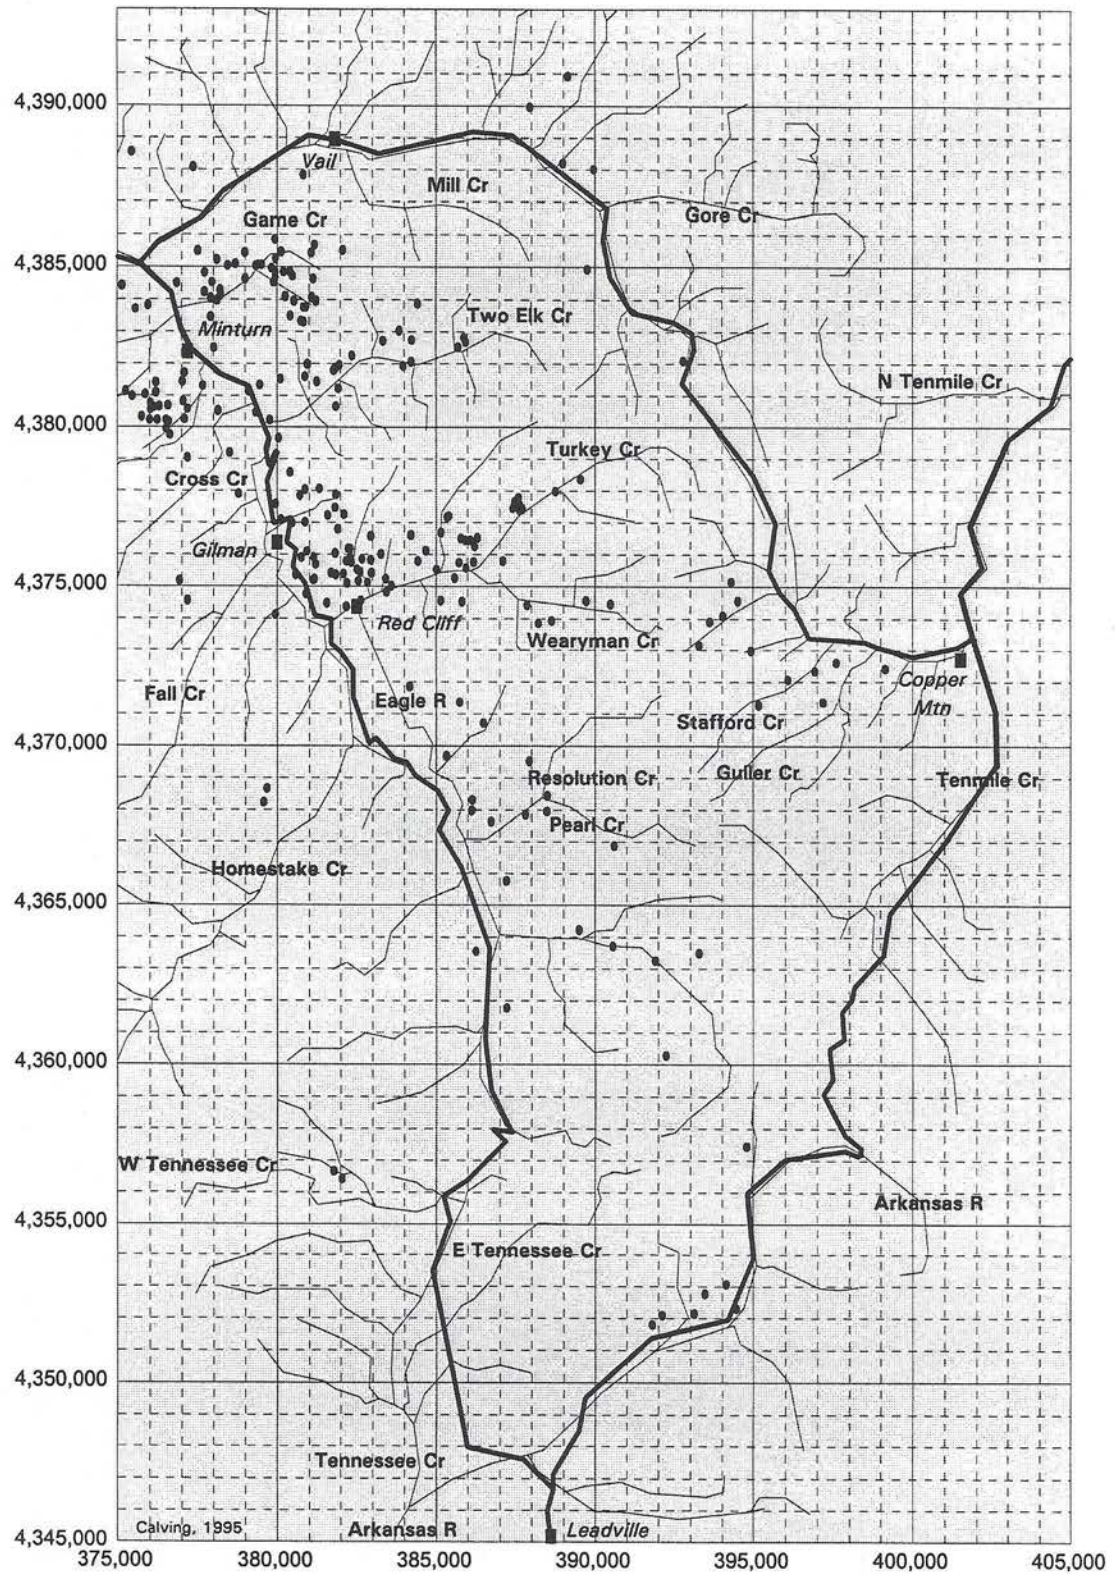 4,390,000
Vail
Mill Cr
Gore Cr
Game Cr
4,385,000
Two Elk Cr
Minturn
N Tenmile Cr
4,380,000
Turkey Cr
Cross Cr
Gilman
4,375,000
Red Cliff
Wearyman Cr
Copper
Mtn
Fall Cr
Eagle R
Stafford Cr
4,370,000
Guller Cr
Resolution Cr
Tenmile Cr
Pearl Cr
Homestake Cr
4,365,000
4,360,000
W Tennessee Cr
Arkansas R
4,355,000
E Tennessee Cr
4,350,000
Tennessee Cr
Calving, 1995
Arkansas R
Leadville
4,345,000
375,000 380,000 385,000 390,000 395,000 400,000 405,000